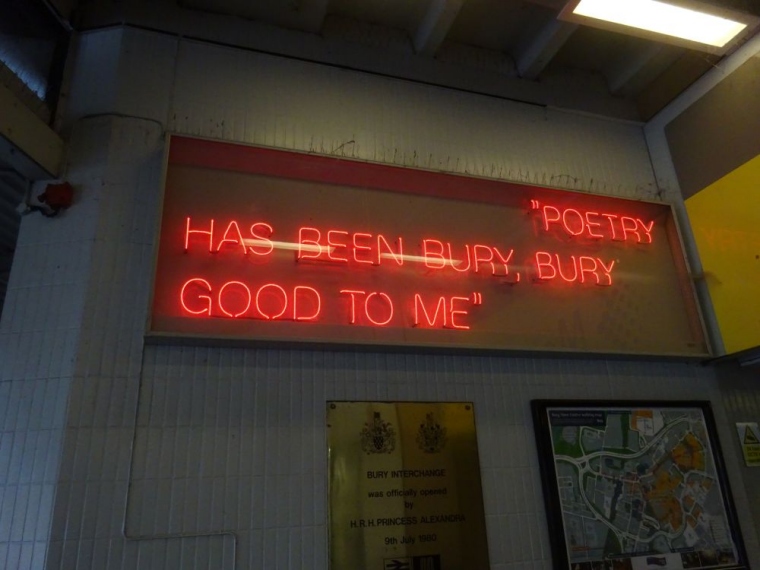 "POETRY
HAS BEEN BURY, BURY
GOOD TO ME"
BURY INTERCHANGE
was officially opened
by
H.R.H. PRINCESS ALEXANDRA
9th July 1980